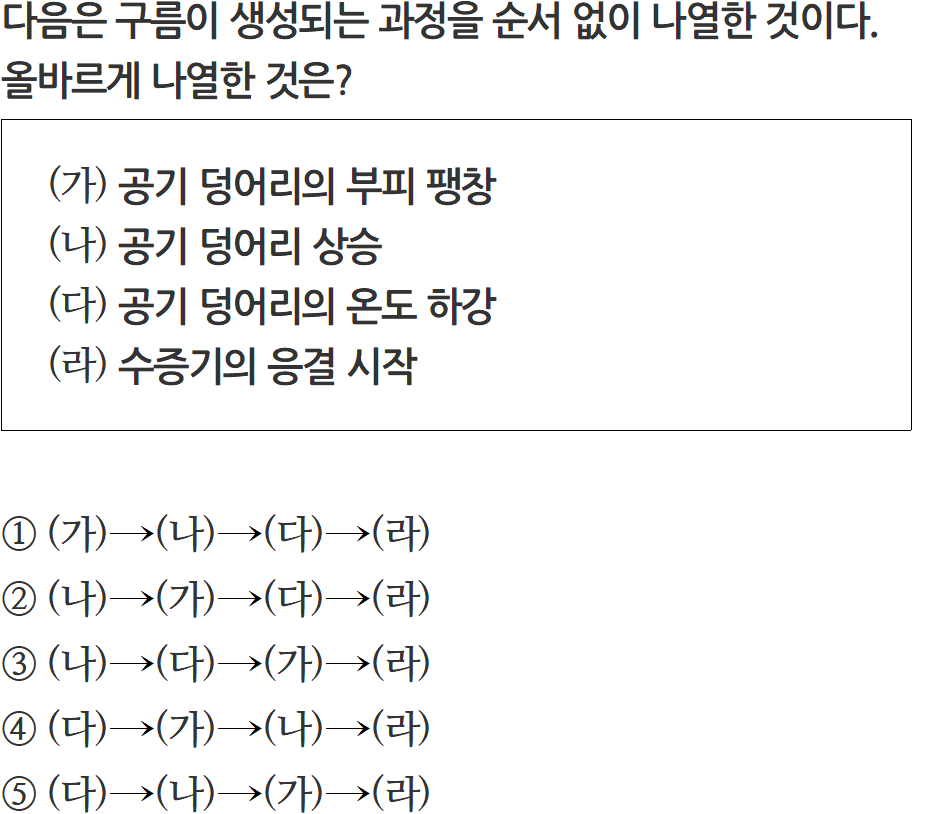 다음은 구름이 생성되는 과정을 순서 없이 나열한 것이다.
올바르게 나열한 것은?
(가) 공기 덩어리의 부피 팽창
(나) 공기 덩어리 상승
(다) 공기 덩어리의 온도 하강
(라) 수증기의 응결 시작
① (가)→(나)→(다)→(라)
② (나)→(가)→(다)→(라)
③ (나)→(다)→(가)→(라)
④ (다)→(가)→(나)→(라)
⑤ (다)→(나)→(가)→(라)